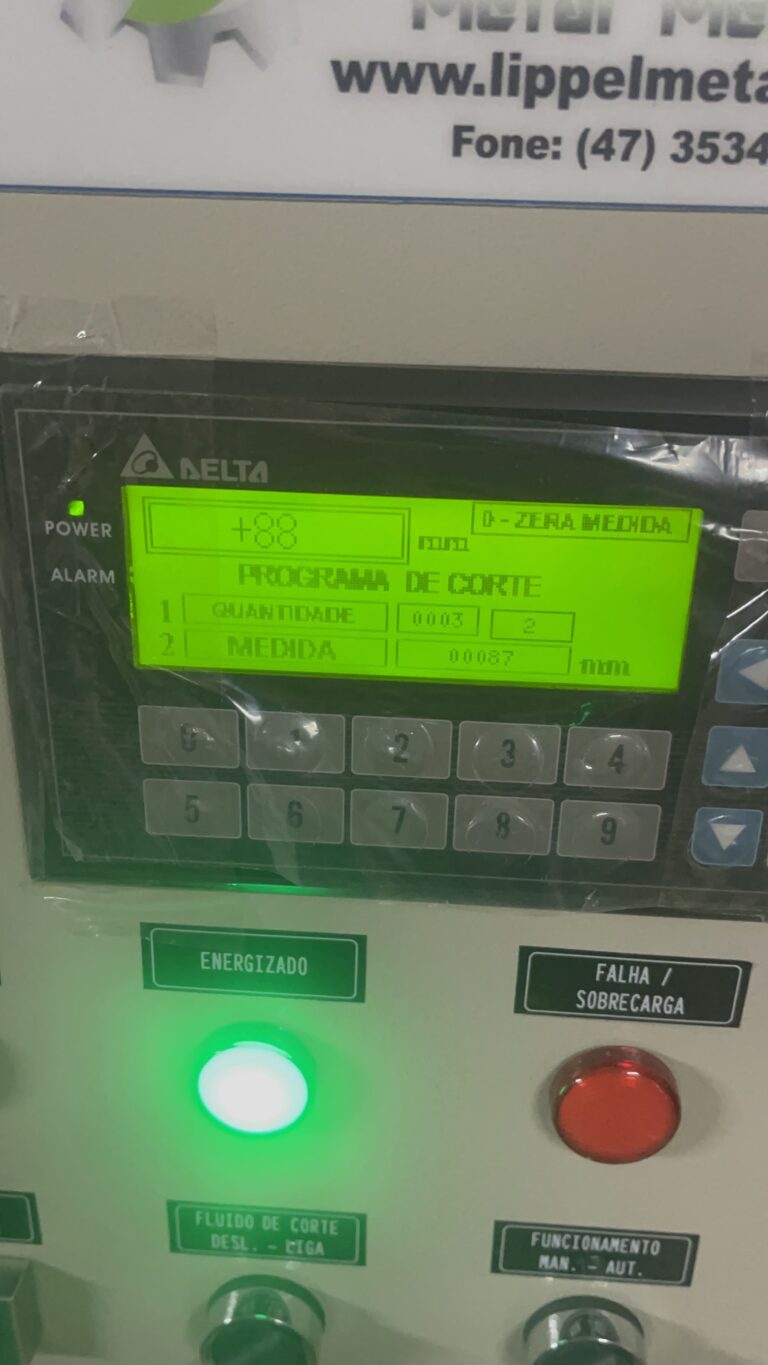 www.lippelmeta
Fone: (47) 3534
DELTA
POWER
ALARM
+88 mm
0 - ZERA MEDIDA
PROGRAMA DE CORTE
1 QUANTIDADE 0003 2
2 MEDIDA 00087 mm
0 1 2 3 4
5 6 7 8 9
ENERGIZADO
FALHA /
SOBRECARGA
FLUIDO DE CORTE
DESL. - LIGA
FUNCIONAMENTO
MAN. - AUT.